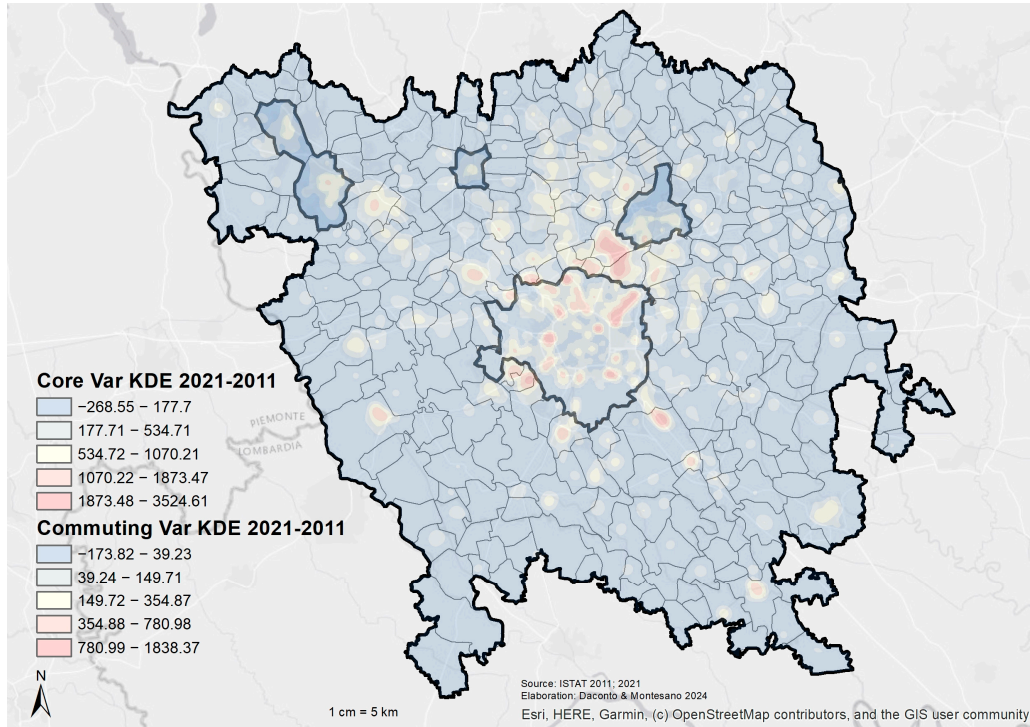 Core Var KDE 2021-2011
−268.55 − 177.7
177.71 − 534.71
534.72 − 1070.21
1070.22 − 1873.47
1873.48 − 3524.61
Commuting Var KDE 2021-2011
−173.82 − 39.23
39.24 − 149.71
149.72 − 354.87
354.88 − 780.98
780.99 − 1838.37
PIEMONTE
LOMBARDIA
N
1 cm = 5 km
Source: ISTAT 2011; 2021
Elaboration: Daconto & Montesano 2024
Esri, HERE, Garmin, (c) OpenStreetMap contributors, and the GIS user community